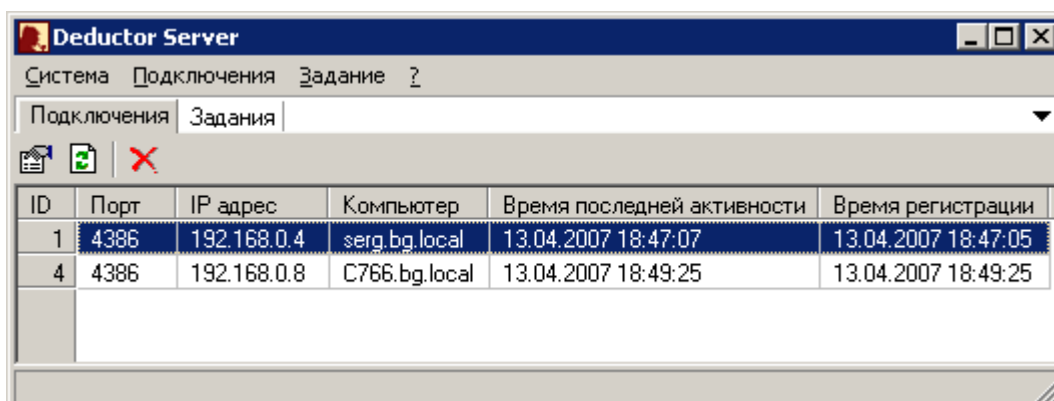 Deductor Server
Система Подключения Задание ?
Подключения Задания
ID Порт IP адрес Компьютер Время последней активности Время регистрации
1 4386 192.168.0.4 serg.bg.local 13.04.2007 18:47:07 13.04.2007 18:47:05
4 4386 192.168.0.8 C766.bg.local 13.04.2007 18:49:25 13.04.2007 18:49:25